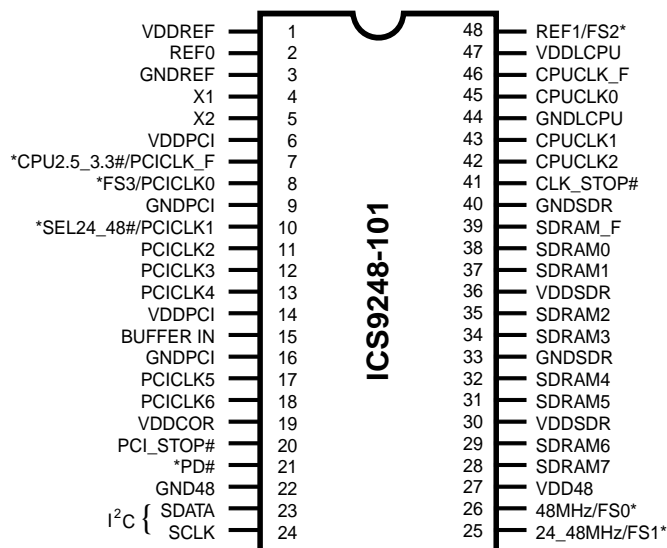 VDDREF 1 48 REF1/FS2*
REF0 2 47 VDDLCPU
GNDREF 3 46 CPUCLK_F
X1 4 45 CPUCLK0
X2 5 44 GNDLCPU
VDDPCI 6 43 CPUCLK1
*CPU2.5_3.3#/PCICLK_F 7 42 CPUCLK2
*FS3/PCICLK0 8 41 CLK_STOP#
GNDPCI 9 40 GNDSDR
*SEL24_48#/PCICLK1 10 39 SDRAM_F
PCICLK2 11 38 SDRAM0
PCICLK3 12 37 SDRAM1
PCICLK4 13 36 VDDSDR
VDDPCI 14 35 SDRAM2
BUFFER IN 15 34 SDRAM3
GNDPCI 16 33 GNDSDR
PCICLK5 17 32 SDRAM4
PCICLK6 18 31 SDRAM5
VDDCOR 19 30 VDDSDR
PCI_STOP# 20 29 SDRAM6
*PD# 21 28 SDRAM7
GND48 22 27 VDD48
I²C { SDATA 23 26 48MHz/FS0*
SCLK 24 25 24_48MHz/FS1*
ICS9248-101